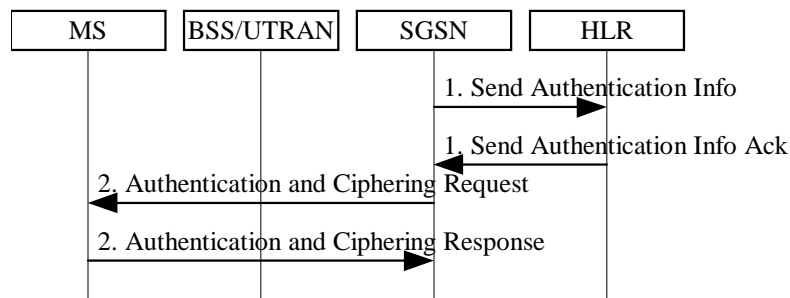 MS
BSS/UTRAN
SGSN
HLR
1. Send Authentication Info
1. Send Authentication Info Ack
2. Authentication and Ciphering Request
2. Authentication and Ciphering Response